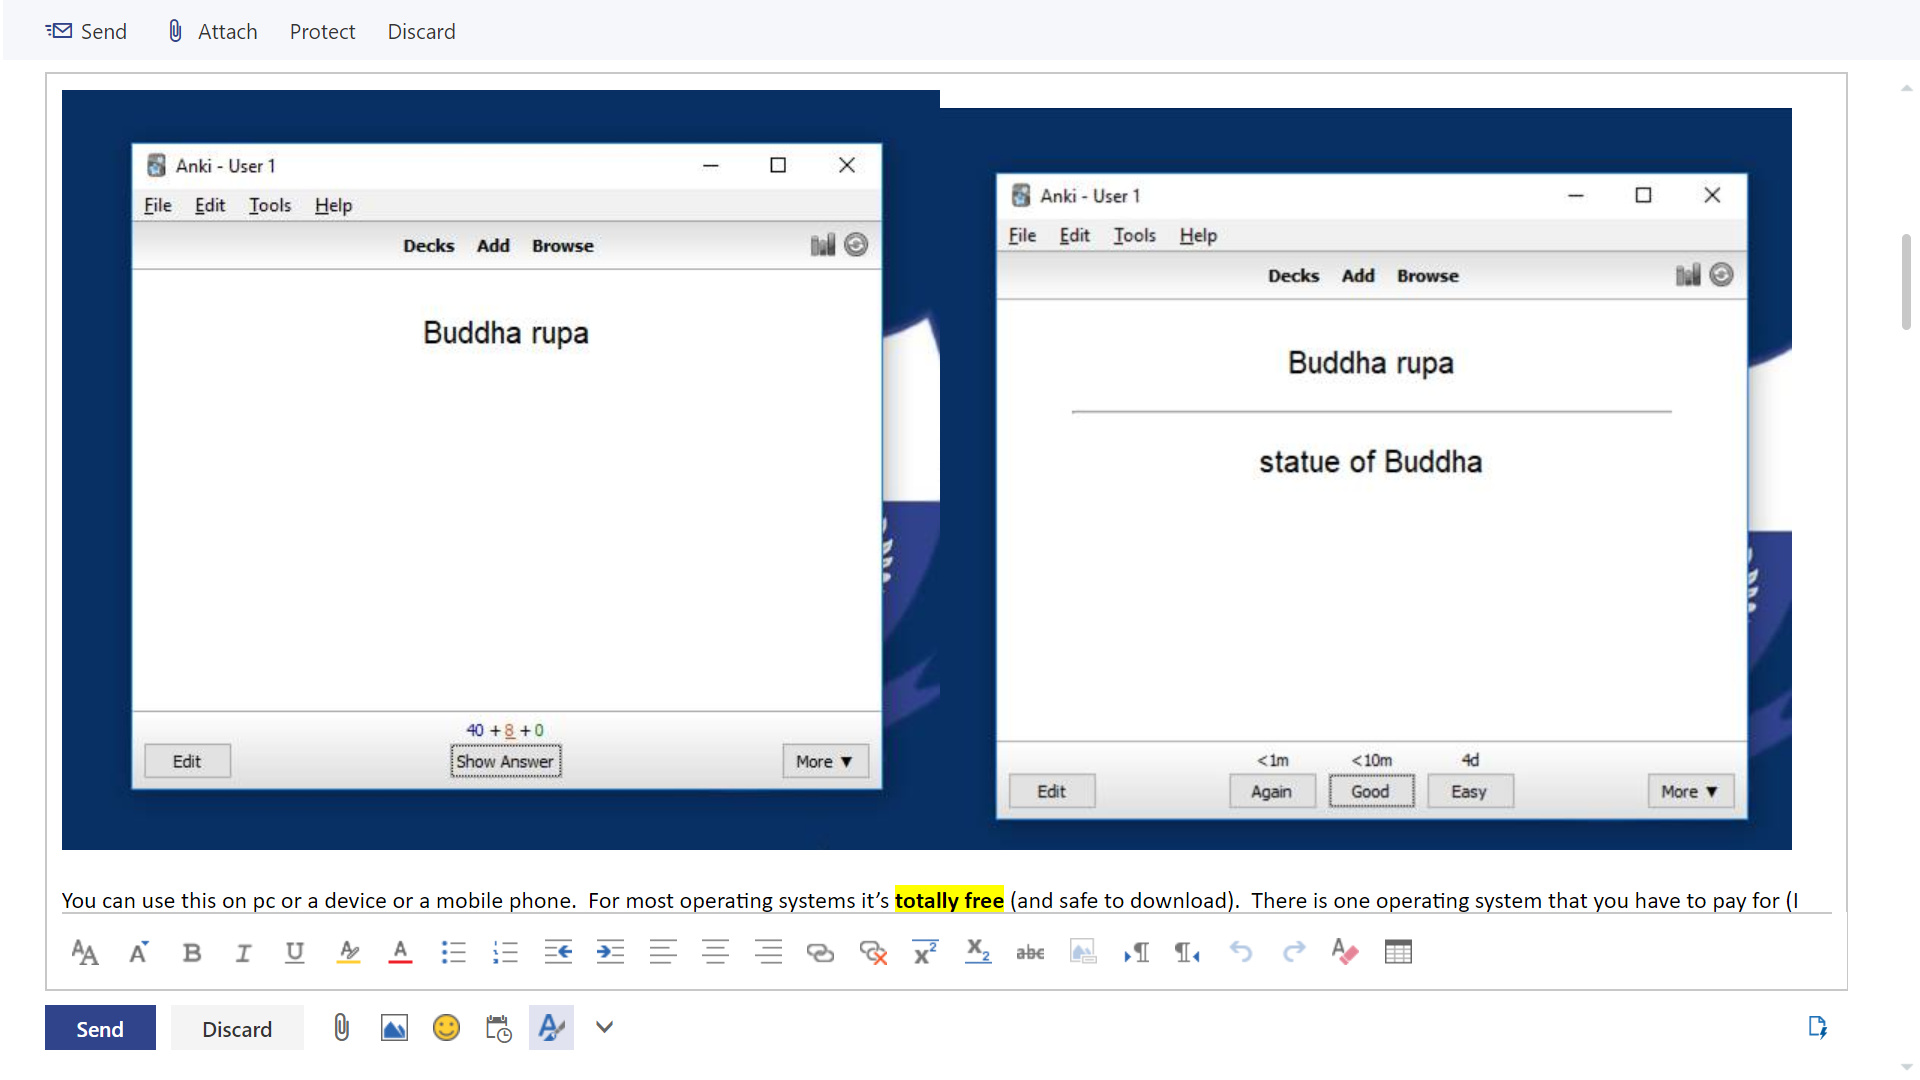 Send Attach Protect Discard
Anki - User 1
File Edit Tools Help
Decks Add Browse
Buddha rupa
40 + 8 + 0
Edit Show Answer More ▼
Anki - User 1
File Edit Tools Help
Decks Add Browse
Buddha rupa
statue of Buddha
<1m <10m 4d
Edit Again Good Easy More ▼
You can use this on pc or a device or a mobile phone.  For most operating systems it’s totally free (and safe to download).  There is one operating system that you have to pay for (I
AA A B I U A A abc
Send Discard